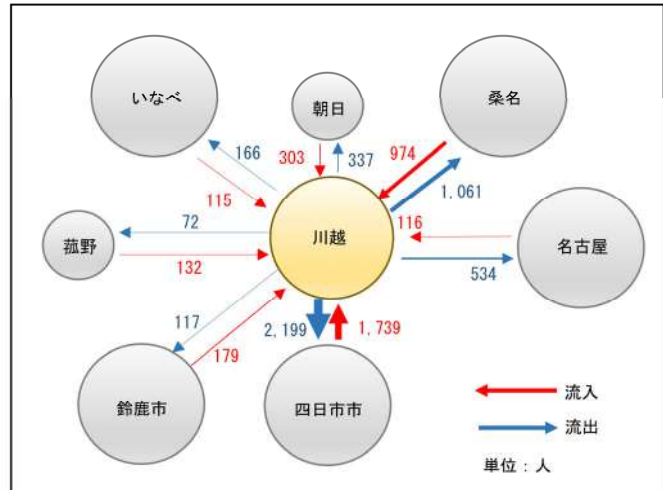 いなべ
朝日
桑名
166
303
337
974
115
1,061
72
川越
116
菰野
名古屋
132
534
117
2,199
1,739
179
鈴鹿市
四日市市
流入
流出
単位：人